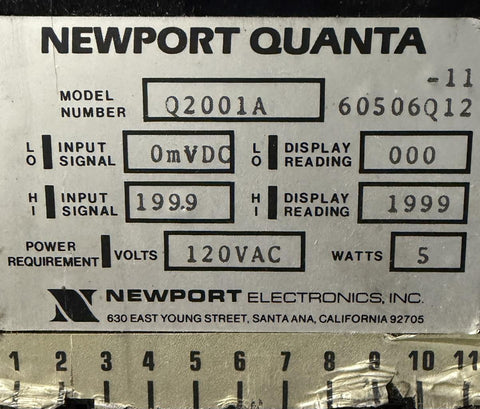 NEWPORT QUANTA
-11
MODEL NUMBER Q2001A 60506Q12
LO INPUT SIGNAL 0mVDC LO DISPLAY READING 000
HI INPUT SIGNAL 199.9 HI DISPLAY READING 1999
POWER REQUIREMENT VOLTS 120VAC WATTS 5
N NEWPORT ELECTRONICS, INC.
630 EAST YOUNG STREET, SANTA ANA, CALIFORNIA 92705
1 2 3 4 5 6 7 8 9 10 11